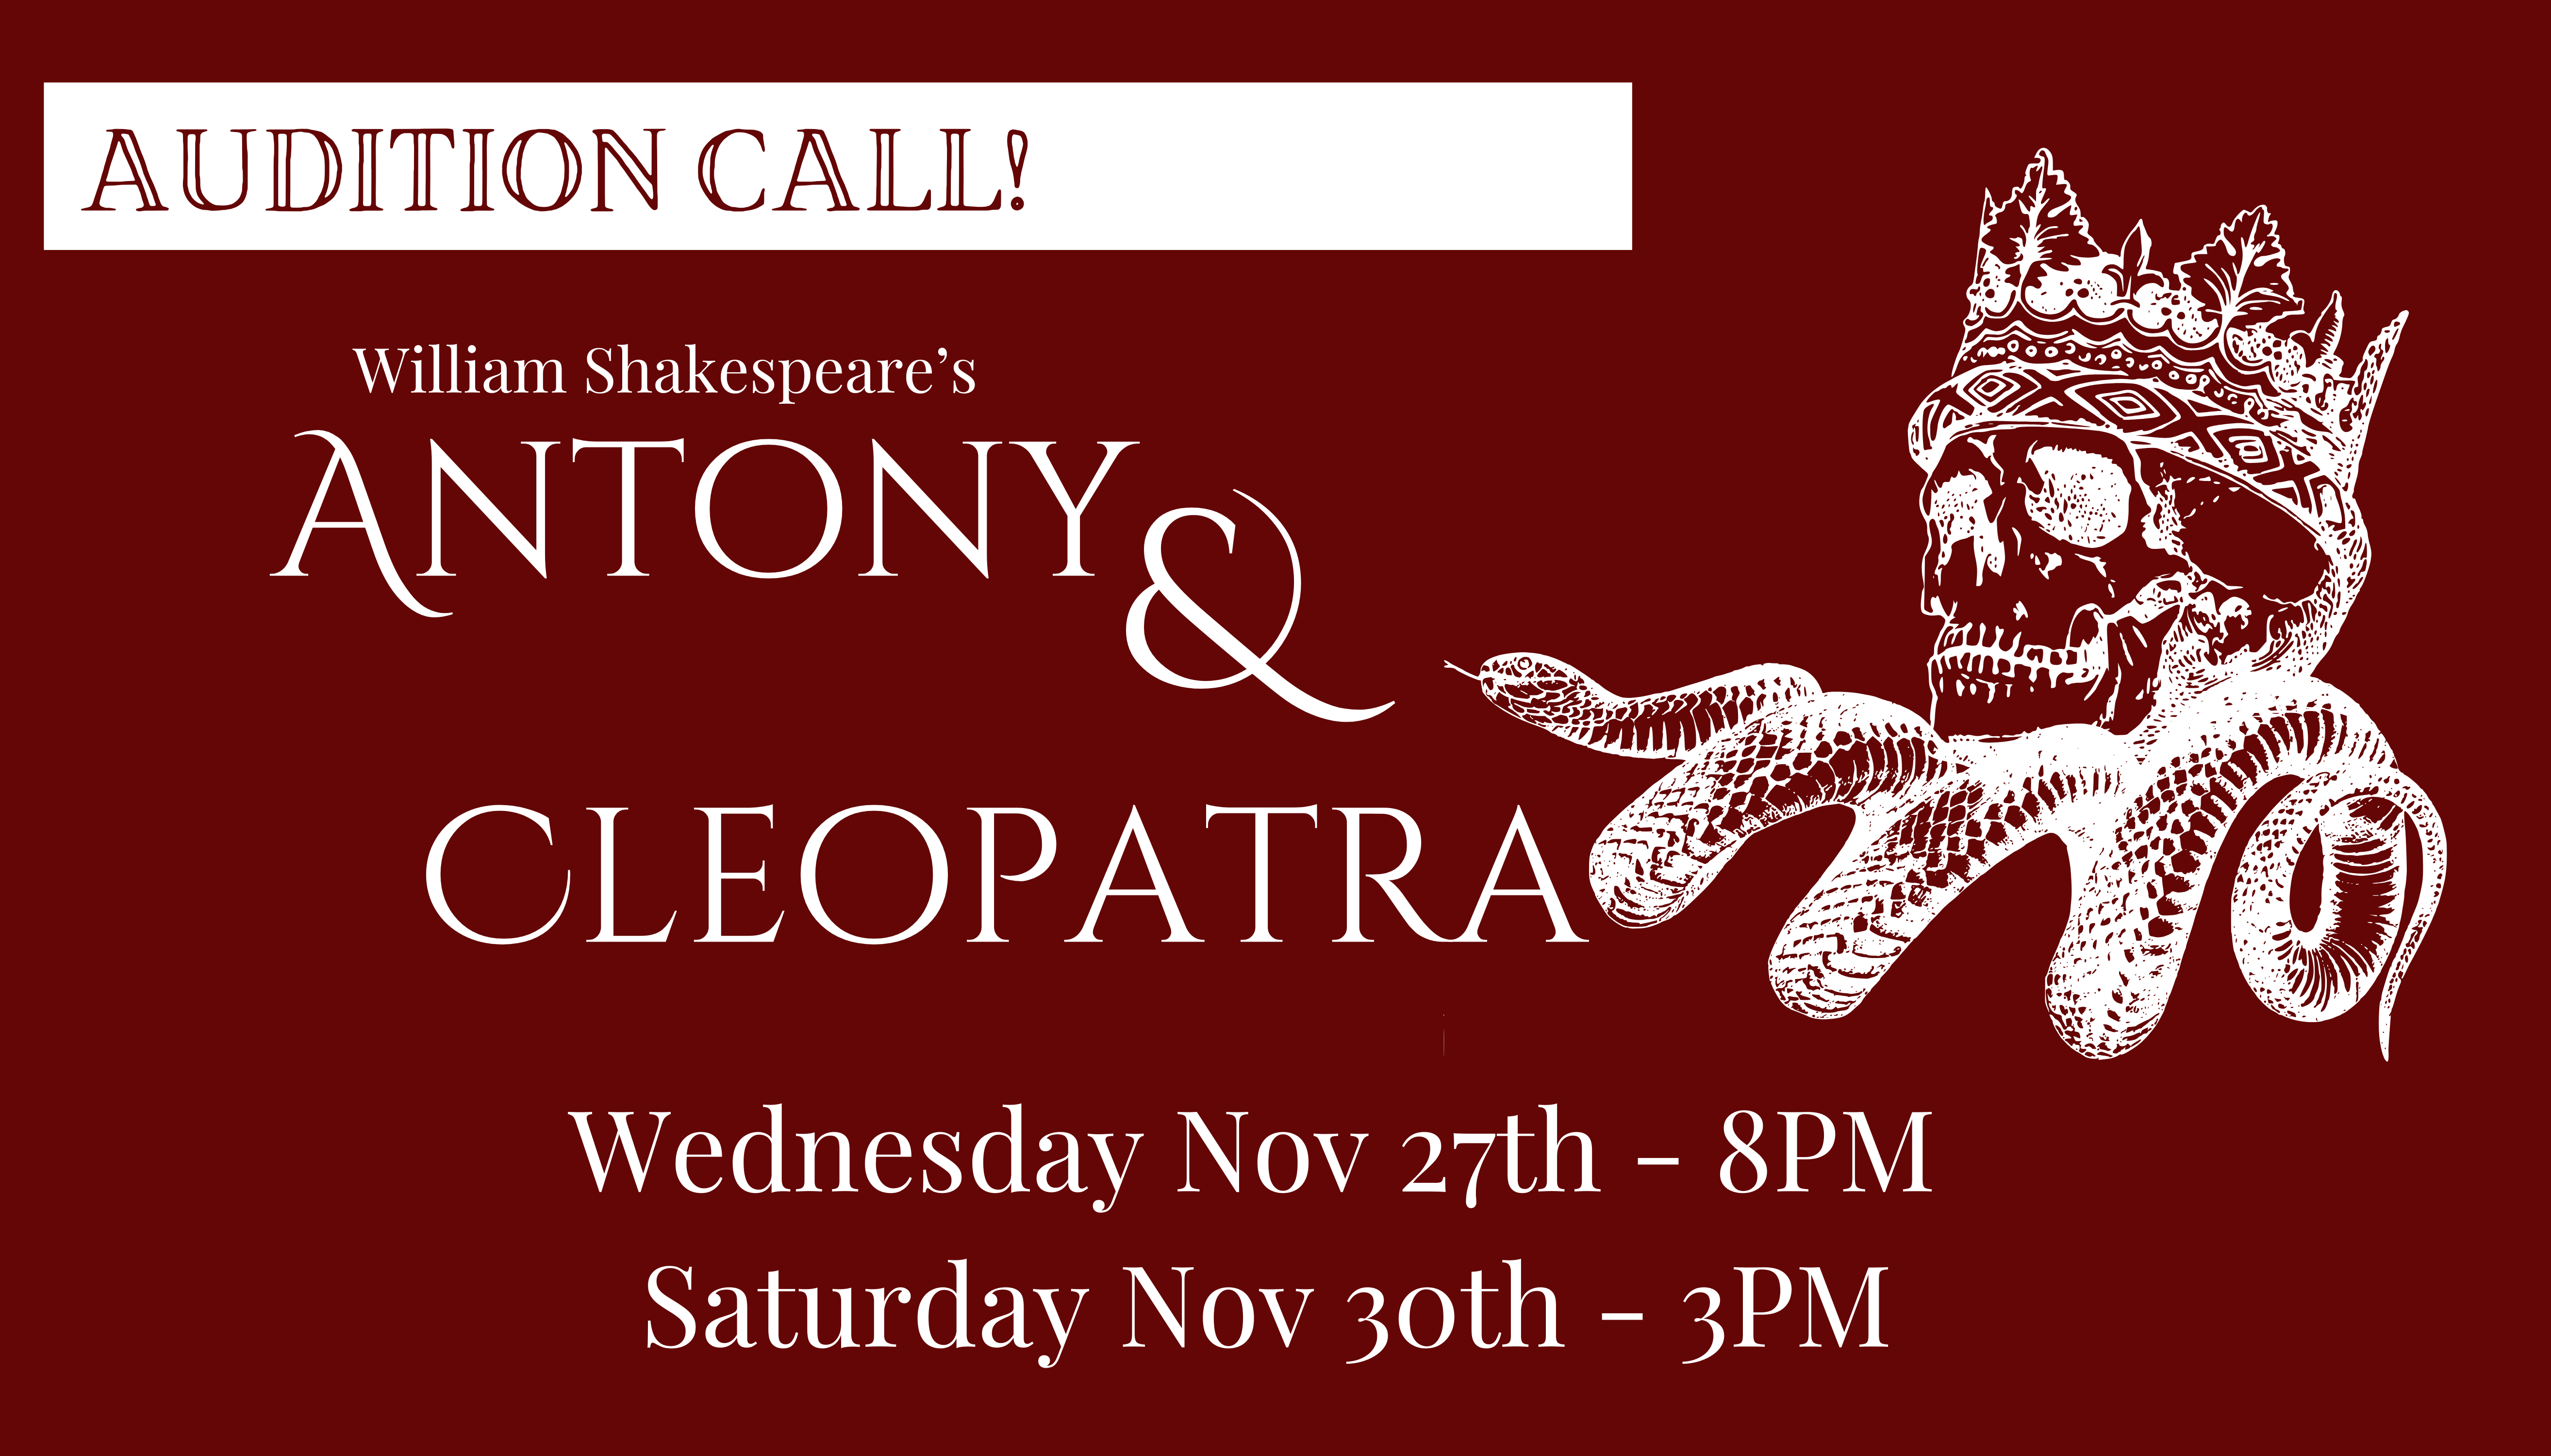 AUDITION CALL!
William Shakespeare’s
ANTONY
&
CLEOPATRA
Wednesday Nov 27th - 8PM
Saturday Nov 30th - 3PM